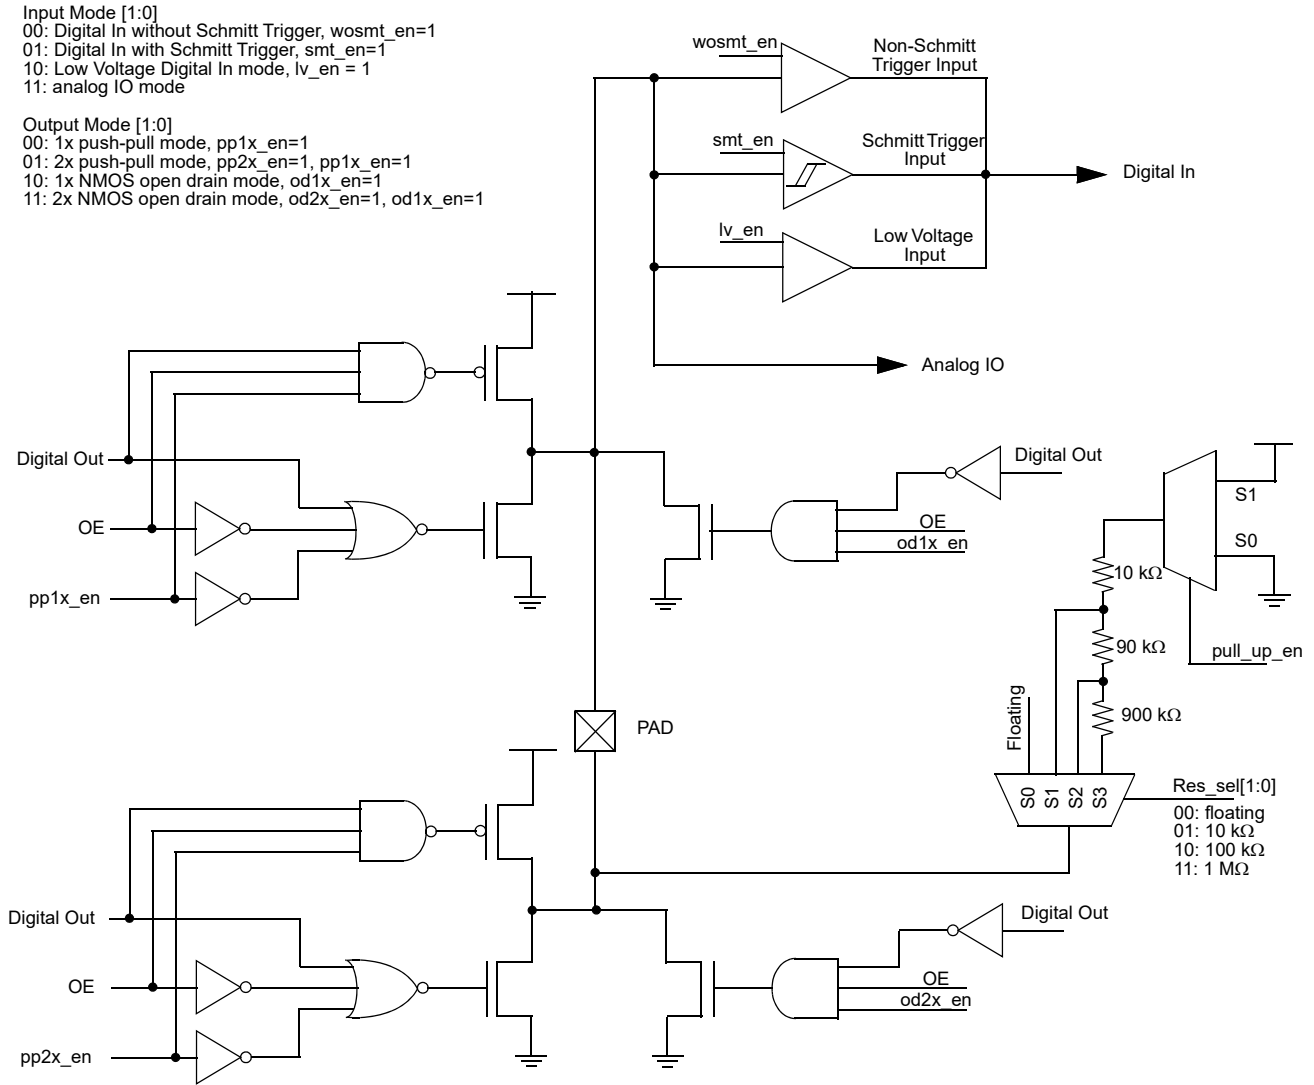 Input Mode [1:0]
00: Digital In without Schmitt Trigger, wosmt_en=1
01: Digital In with Schmitt Trigger, smt_en=1
10: Low Voltage Digital In mode, lv_en = 1
11: analog IO mode
Output Mode [1:0]
00: 1x push-pull mode, pp1x_en=1
01: 2x push-pull mode, pp2x_en=1, pp1x_en=1
10: 1x NMOS open drain mode, od1x_en=1
11: 2x NMOS open drain mode, od2x_en=1, od1x_en=1
wosmt_en
Non-Schmitt
Trigger Input
smt_en
Schmitt Trigger
Input
Digital In
lv_en
Low Voltage
Input
Analog IO
Digital Out
OE
pp1x_en
Digital Out
OE
od1x_en
S1
S0
10 kΩ
90 kΩ
900 kΩ
pull_up_en
Floating
PAD
S0
S1
S2
S3
Res_sel[1:0]
00: floating
01: 10 kΩ
10: 100 kΩ
11: 1 MΩ
Digital Out
OE
pp2x_en
Digital Out
OE
od2x_en